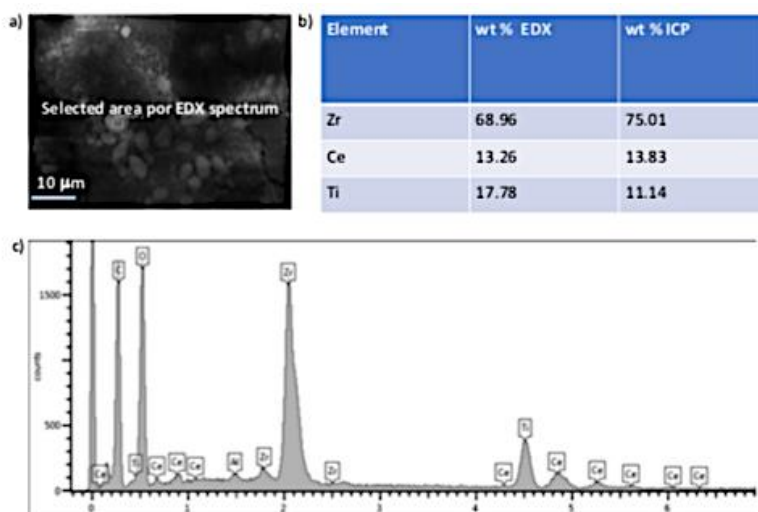 a)
Selected area por EDX spectrum
10 µm
b)
Element wt % EDX wt % ICP
Zr 68.96 75.01
Ce 13.26 13.83
Ti 17.78 11.14
c)
counts
1500
500
0
C
O
Zr
Ce
Ti
Ce
Ce
Ce
Al
Zr
Zr
Ce
Ti
Ce
Ce
Ce
Ce
Ce
0 1 2 3 4 5 6